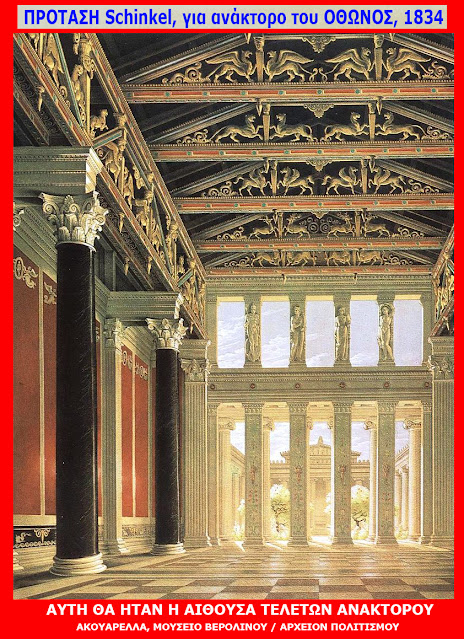 ΠΡΟΤΑΣΗ Schinkel, για ανάκτορο του ΟΘΩΝΟΣ, 1834
ΑΥΤΗ ΘΑ ΗΤΑΝ Η ΑΙΘΟΥΣΑ ΤΕΛΕΤΩΝ ΑΝΑΚΤΟΡΟΥ
ΑΚΟΥΑΡΕΛΛΑ, ΜΟΥΣΕΙΟ ΒΕΡΟΛΙΝΟΥ / ΑΡΧΕΙΟΝ ΠΟΛΙΤΙΣΜΟΥ